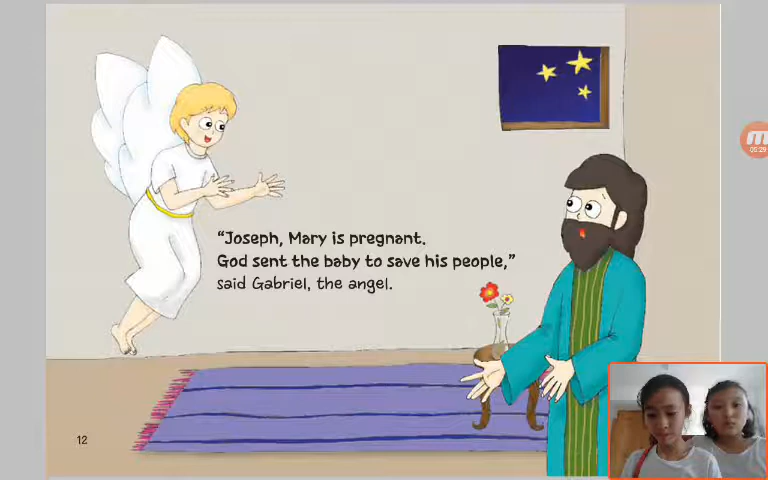 "Joseph, Mary is pregnant.
God sent the baby to save his people,"
said Gabriel, the angel.
12